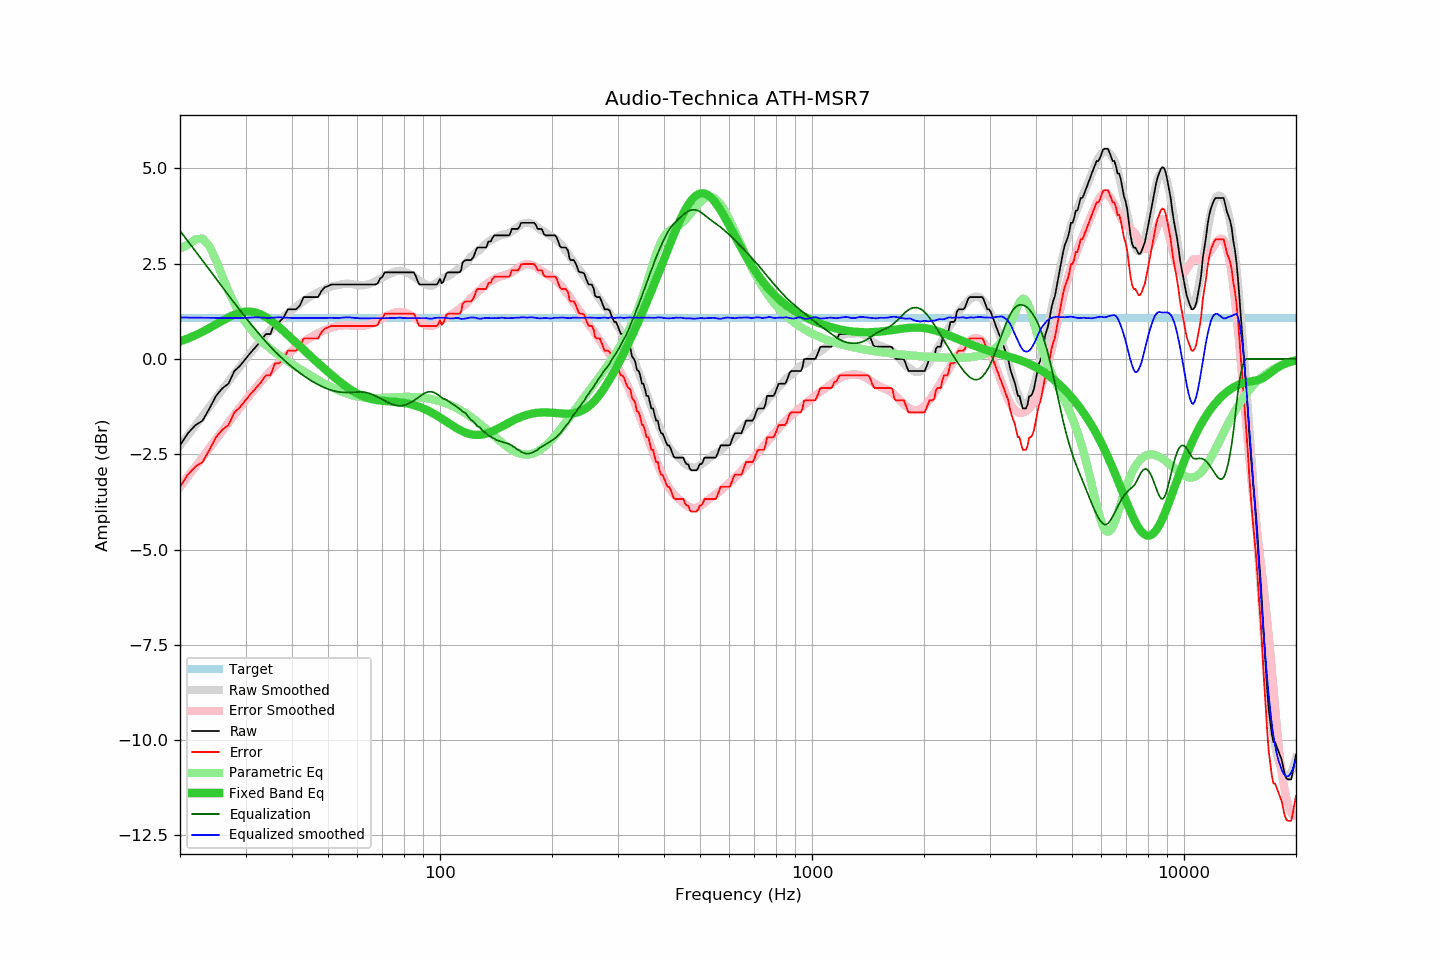 Audio-Technica ATH-MSR7
5.0
2.5
0.0
−2.5
−5.0
−7.5
−10.0
−12.5
Amplitude (dBr)
Target
Raw Smoothed
Error Smoothed
Raw
Error
Parametric Eq
Fixed Band Eq
Equalization
Equalized smoothed
100 1000 10000
Frequency (Hz)